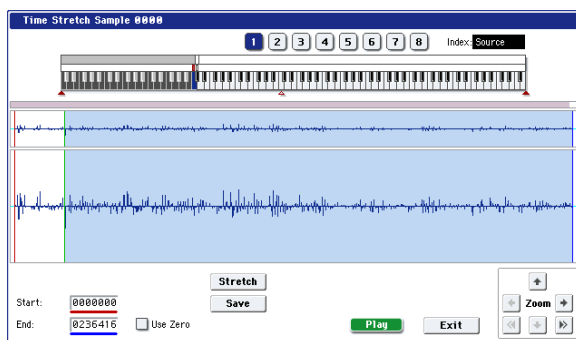 Time Stretch Sample 0000
1 2 3 4 5 6 7 8 Index: Source
Stretch
Start: 0000000 Save Zoom
End: 0236416 Use Zero Play Exit